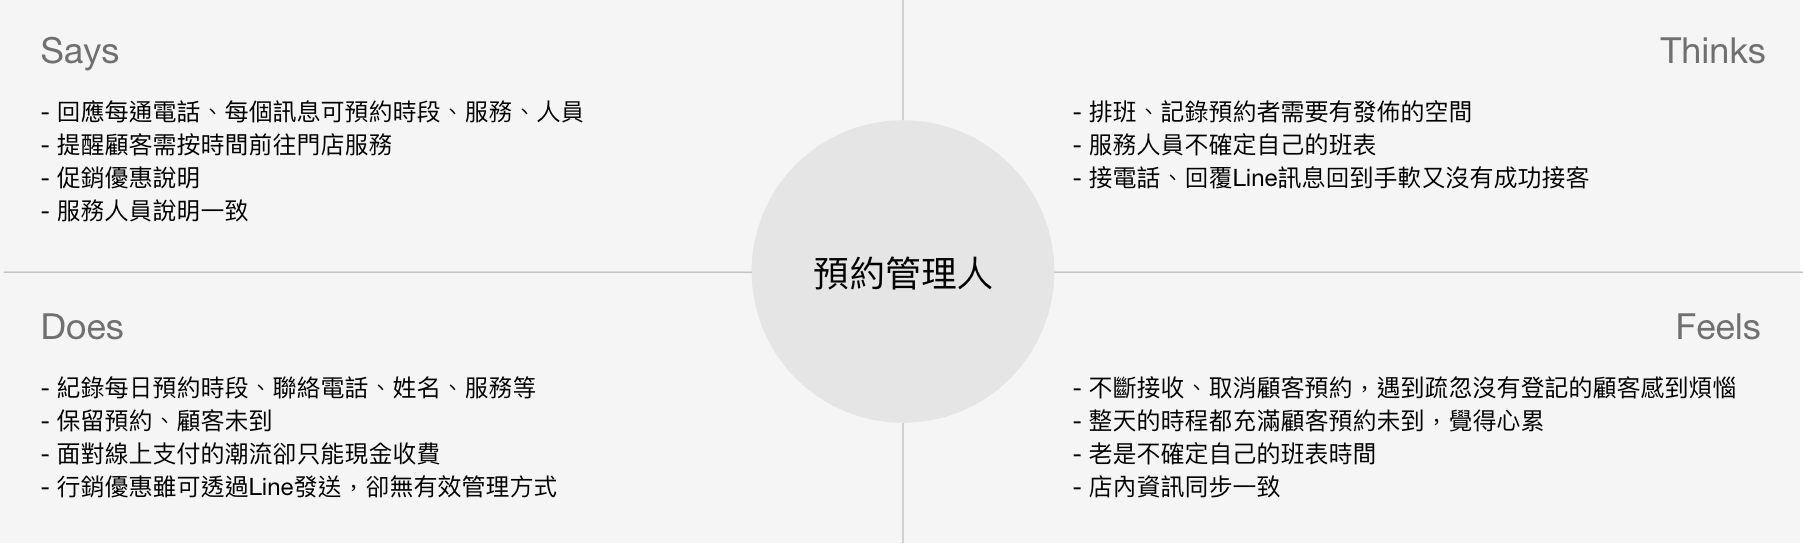 Says
- 回應每通電話、每個訊息可預約時段、服務、人員
- 提醒顧客需按時間前往門店服務
- 促銷優惠說明
- 服務人員說明一致
Thinks
- 排班、記錄預約者需要有發佈的空間
- 服務人員不確定自己的班表
- 接電話、回覆Line訊息回到手軟又沒有成功接客
預約管理人
Does
- 紀錄每日預約時段、聯絡電話、姓名、服務等
- 保留預約、顧客未到
- 面對線上支付的潮流卻只能現金收費
- 行銷優惠雖可透過Line發送，卻無有效管理方式
Feels
- 不斷接收、取消顧客預約，遇到疏忽沒有登記的顧客感到煩惱
- 整天的時程都充滿顧客預約未到，覺得心累
- 老是不確定自己的班表時間
- 店內資訊同步一致